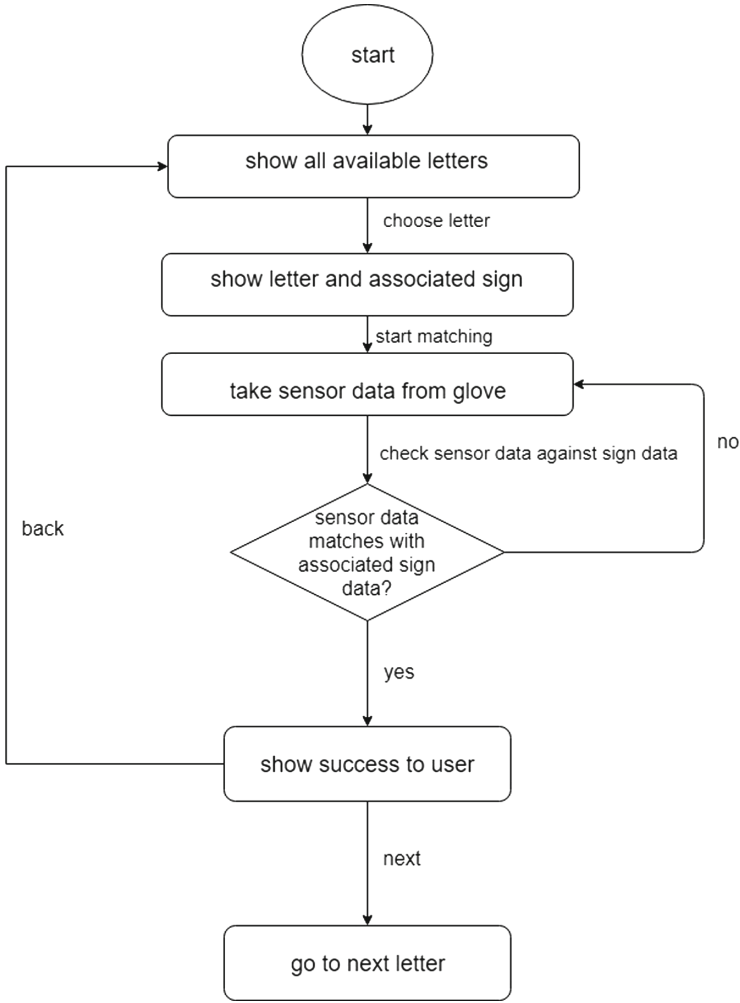 start
show all available letters
choose letter
show letter and associated sign
start matching
take sensor data from glove
no
check sensor data against sign data
sensor data
matches with
associated sign
data?
back
yes
show success to user
next
go to next letter